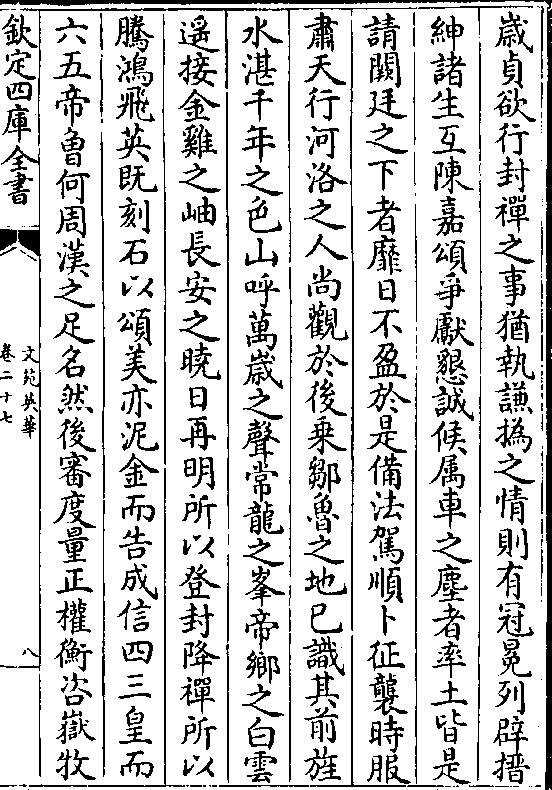 歲貞欲行封禪之事猶執謙撝之情則有冠冕列辟搢
紳諸生互陳嘉頌爭獻懇誠候属車之塵者率土皆是
請闕廷之下者靡日不盈於是備法駕順卜征襲時服
肅天行河洛之人尚觀於後乗鄒魯之地已識其前旌
水湛千年之色山呼萬歲之聲常龍之峯帝鄉之白雲
遥接金雞之岫長安之曉日再明所以登封降禪所以
騰鴻飛英既刻石以頌美亦泥金而告成信四三皇而
六五帝曽何周漢之足名然後審度量正權衡咨嶽牧
欽定四庫全書
文苑英華
卷二十七
八